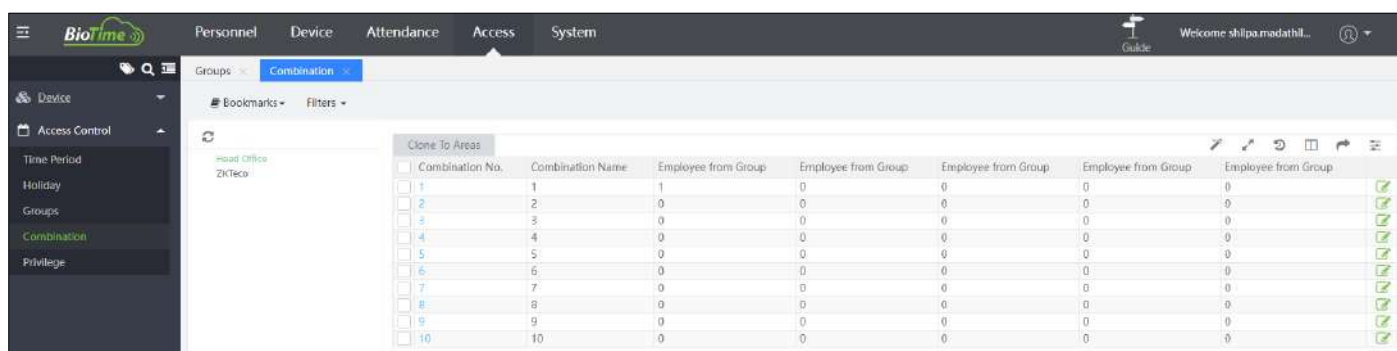 BioTime Personnel Device Attendance Access System Guide Welcome shilpa.madathil...
Groups × Combination ×
Device
Bookmarks Filters
Access Control
Clone To Areas
Time Period
Head Office
Combination No. Combination Name Employee from Group Employee from Group Employee from Group Employee from Group Employee from Group
ZKTeco
Holiday
1 1 1 0 0 0 0
Groups
2 2 0 0 0 0 0
3 3 0 0 0 0 0
Combination
4 4 0 0 0 0 0
5 5 0 0 0 0 0
Privilege
6 6 0 0 0 0 0
7 7 0 0 0 0 0
8 8 0 0 0 0 0
9 9 0 0 0 0 0
10 10 0 0 0 0 0